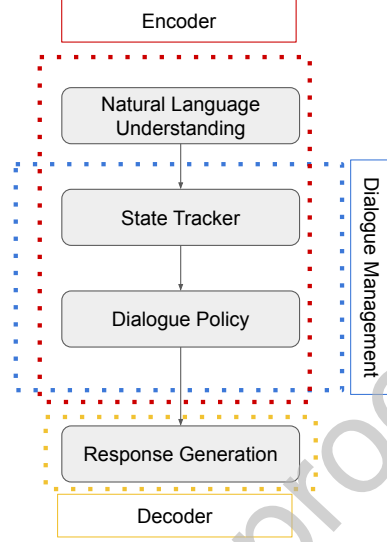 Encoder
Natural Language
Understanding
State Tracker
Dialogue Management
Dialogue Policy
Response Generation
Decoder